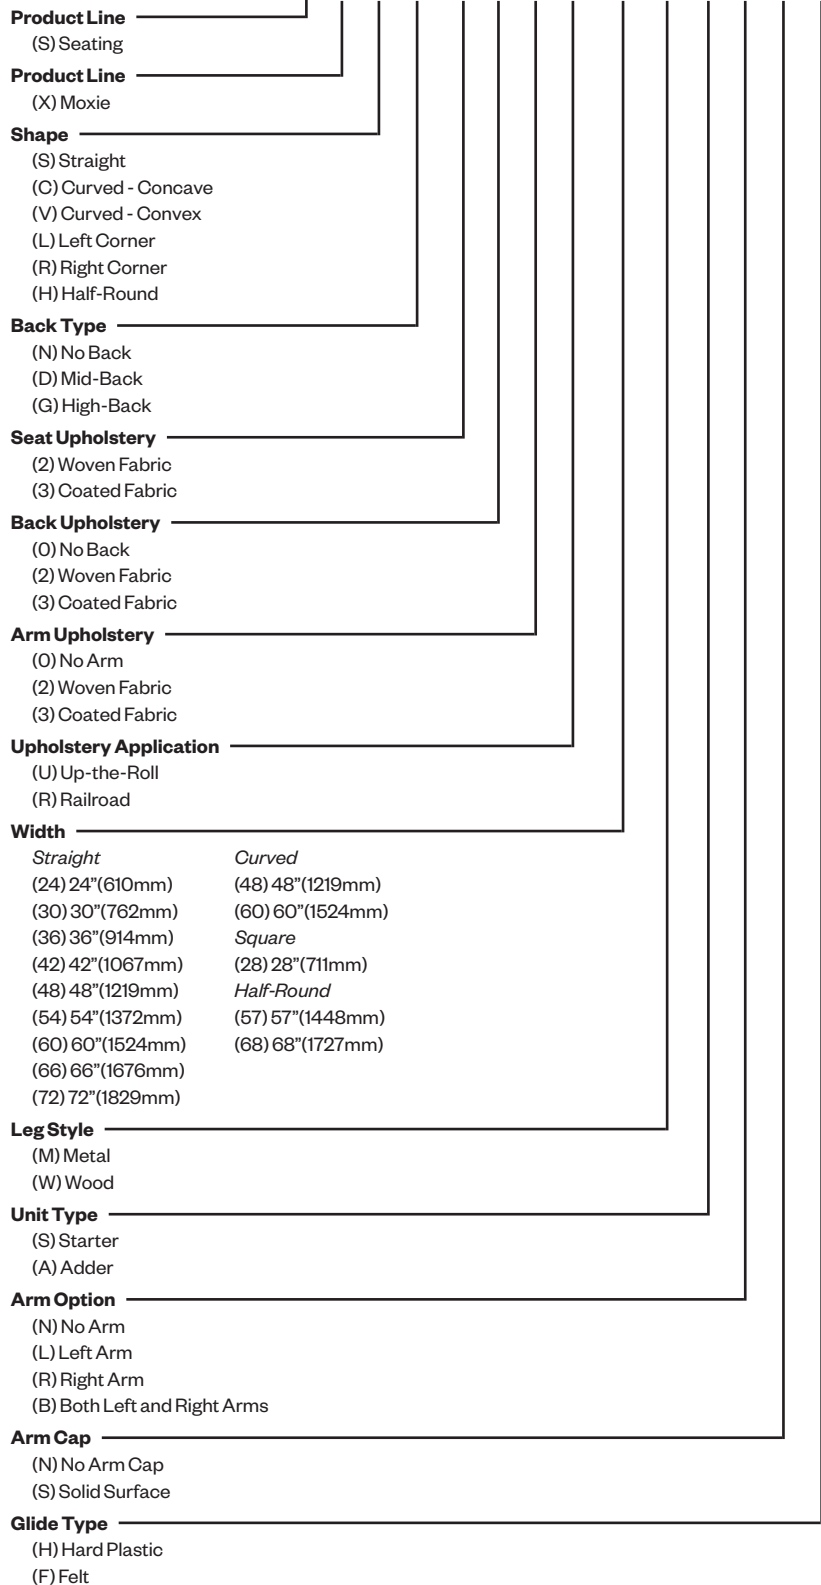 Product Line
(S) Seating
Product Line
(X) Moxie
Shape
(S) Straight
(C) Curved - Concave
(V) Curved - Convex
(L) Left Corner
(R) Right Corner
(H) Half-Round
Back Type
(N) No Back
(D) Mid-Back
(G) High-Back
Seat Upholstery
(2) Woven Fabric
(3) Coated Fabric
Back Upholstery
(0) No Back
(2) Woven Fabric
(3) Coated Fabric
Arm Upholstery
(0) No Arm
(2) Woven Fabric
(3) Coated Fabric
Upholstery Application
(U) Up-the-Roll
(R) Railroad
Width
Straight
(24) 24”(610mm)
(30) 30”(762mm)
(36) 36”(914mm)
(42) 42”(1067mm)
(48) 48”(1219mm)
(54) 54”(1372mm)
(60) 60”(1524mm)
(66) 66”(1676mm)
(72) 72”(1829mm)
Curved
(48) 48”(1219mm)
(60) 60”(1524mm)
Square
(28) 28”(711mm)
Half-Round
(57) 57”(1448mm)
(68) 68”(1727mm)
Leg Style
(M) Metal
(W) Wood
Unit Type
(S) Starter
(A) Adder
Arm Option
(N) No Arm
(L) Left Arm
(R) Right Arm
(B) Both Left and Right Arms
Arm Cap
(N) No Arm Cap
(S) Solid Surface
Glide Type
(H) Hard Plastic
(F) Felt